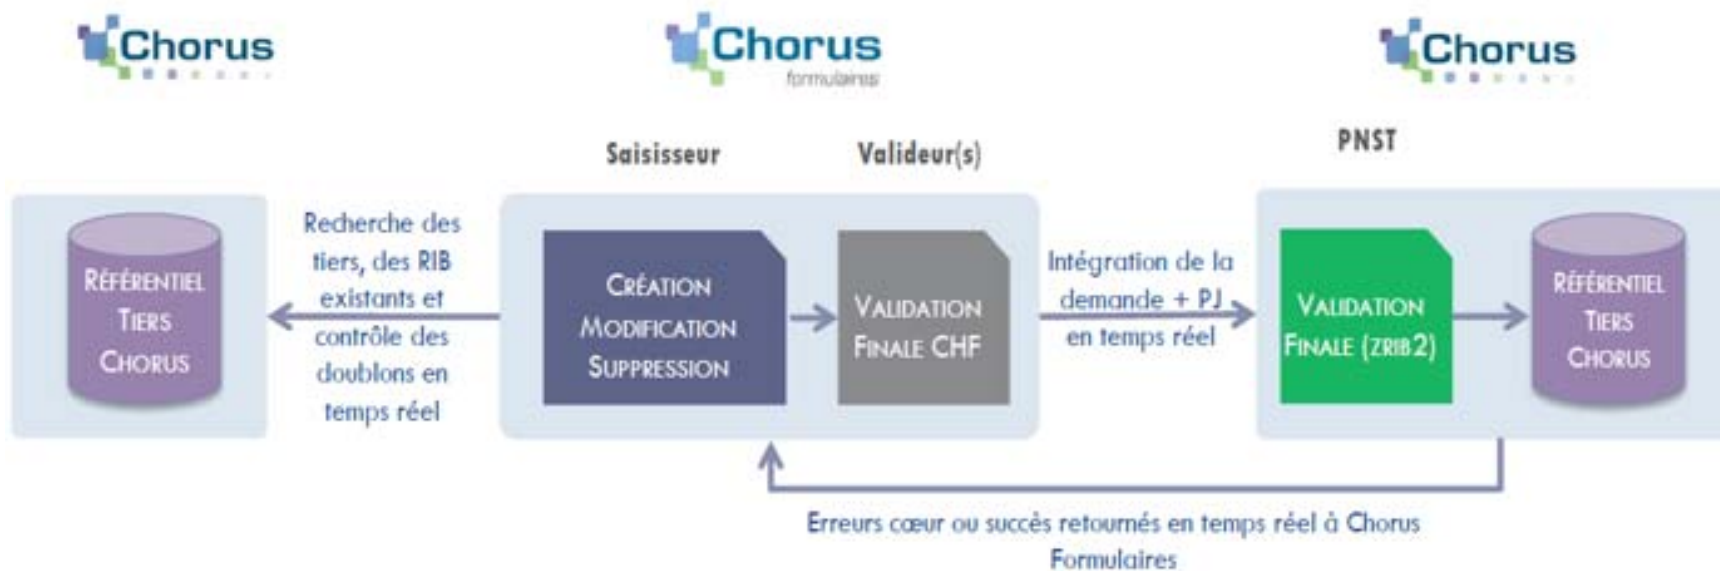 Chorus
Chorus
formulaires
Chorus
Saisisseur
Valideur(s)
PNST
RÉFÉRENTIEL
TIERS
CHORUS
Recherche des
tiers, des RIB
existants et
contrôle des
doublons en
temps réel
CRÉATION
MODIFICATION
SUPPRESSION
VALIDATION
FINALE CHF
Intégration de la
demande + PJ
en temps réel
VALIDATION
FINALE (ZRIB2)
RÉFÉRENTIEL
TIERS
CHORUS
Erreurs cœur ou succès retournés en temps réel à Chorus
Formulaires